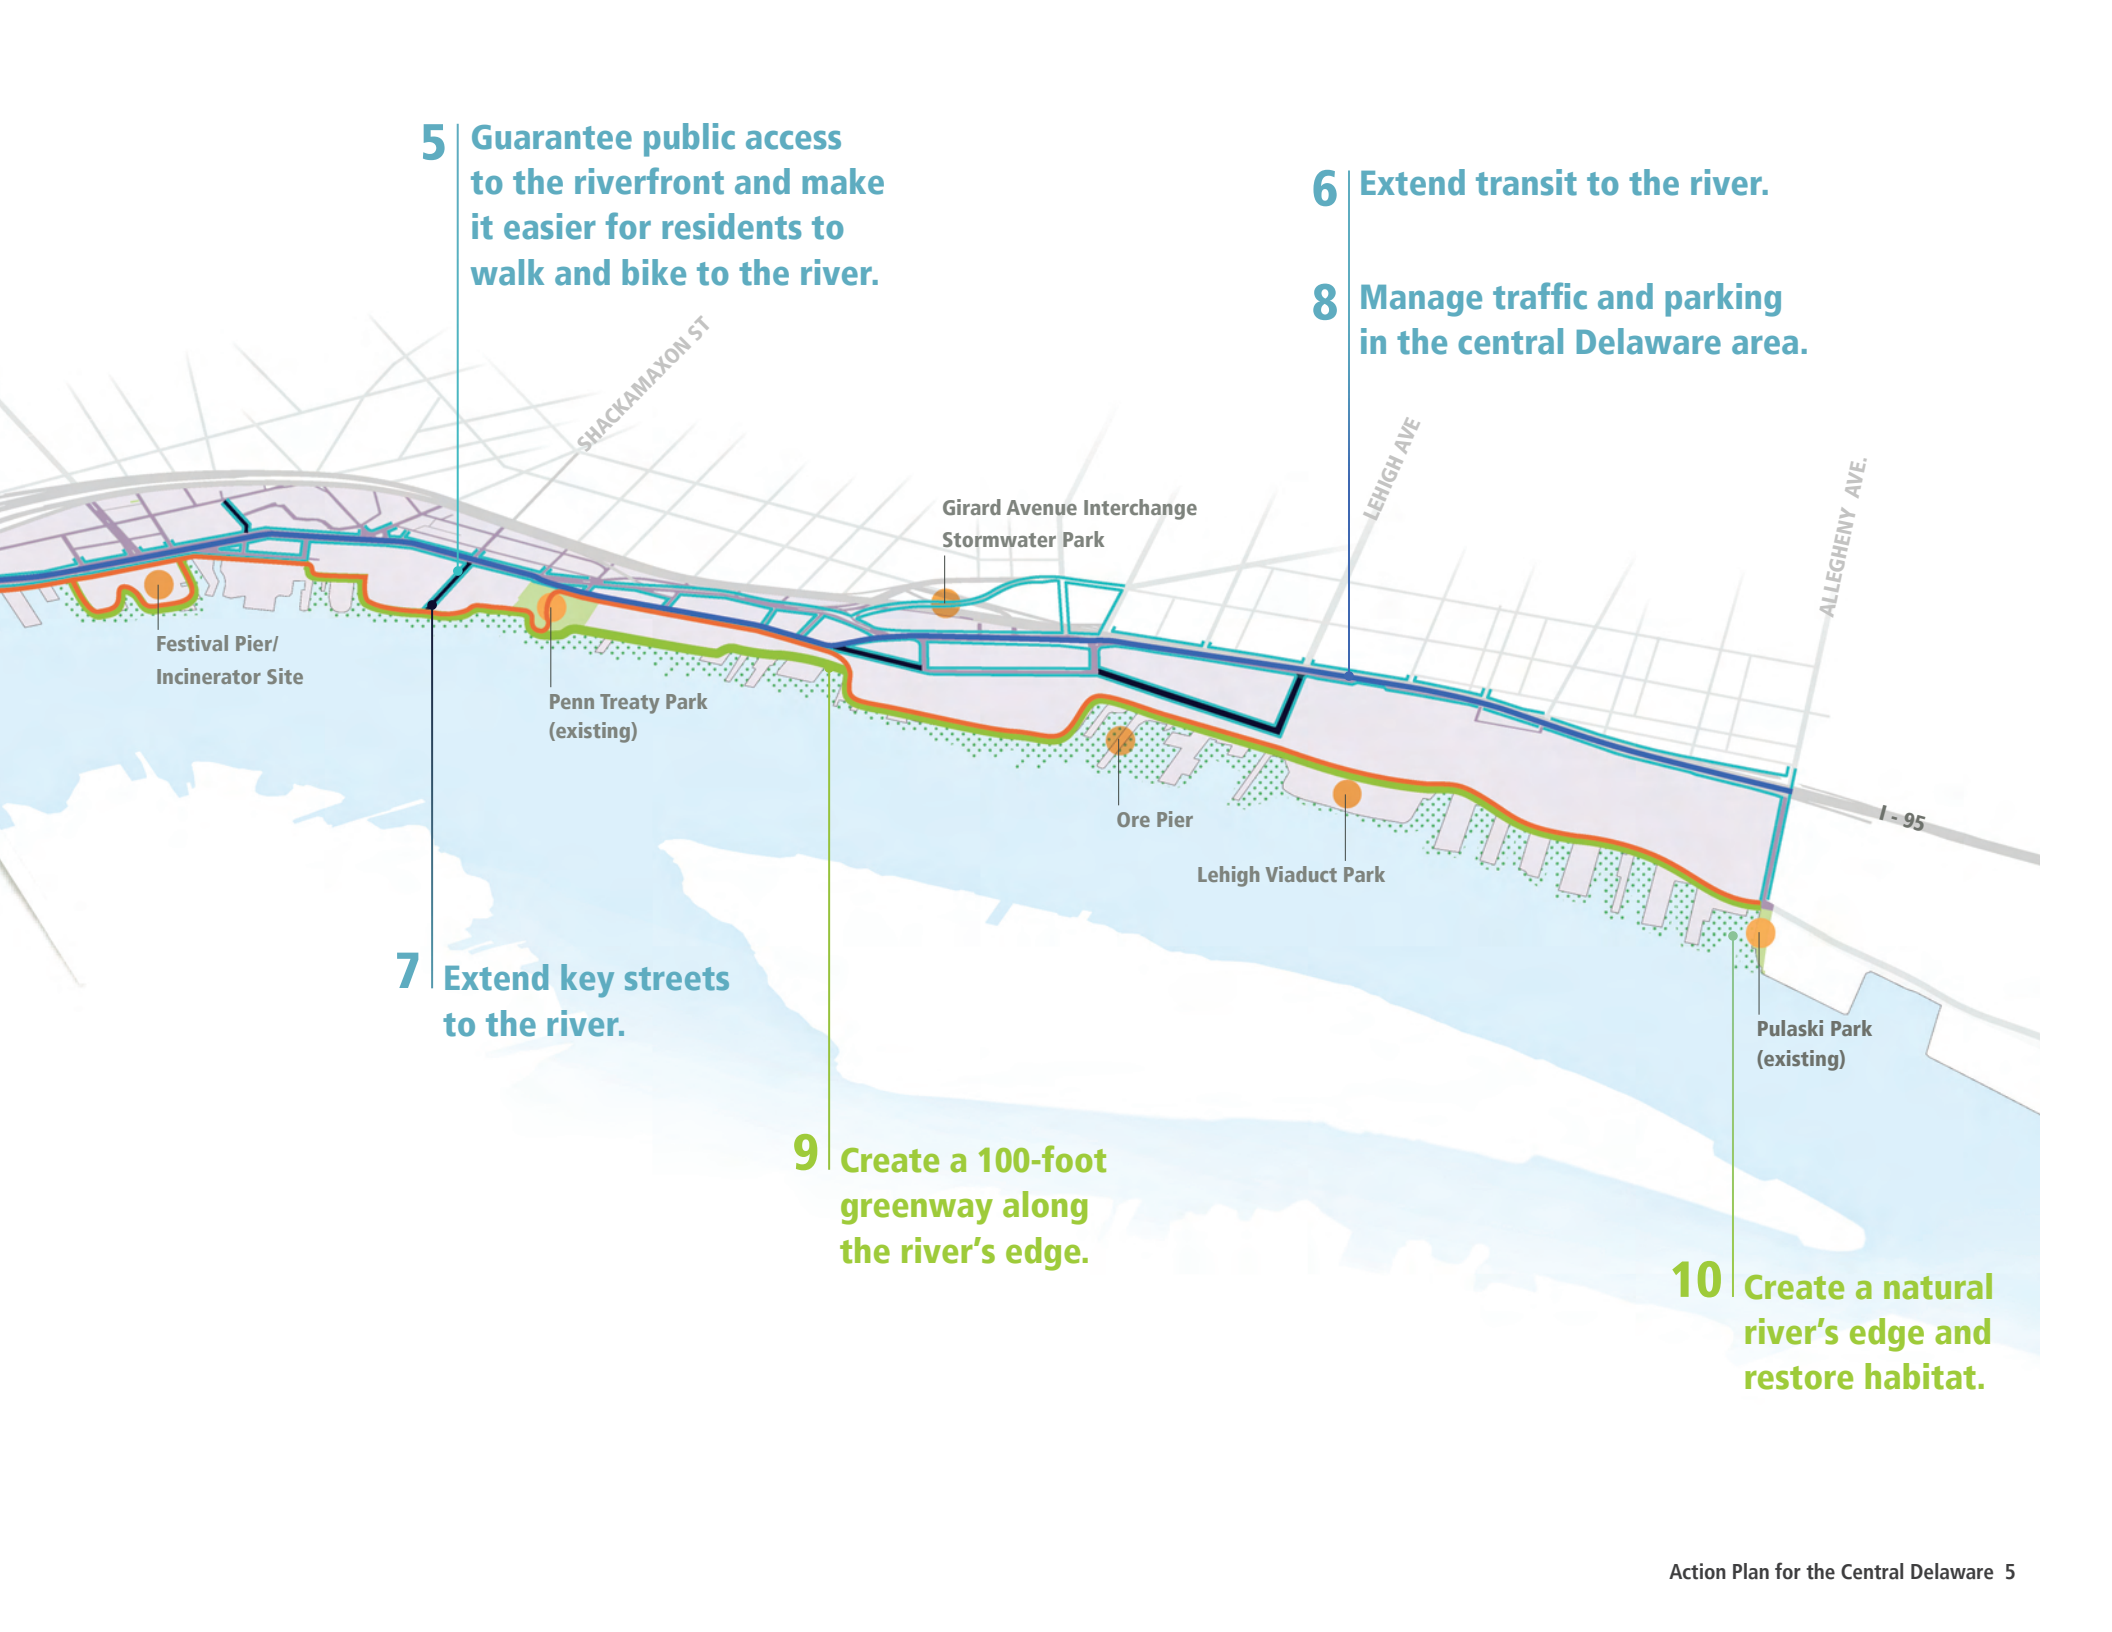 5 Guarantee public access
to the riverfront and make
it easier for residents to
walk and bike to the river.
6 Extend transit to the river.
8 Manage traffic and parking
in the central Delaware area.
SHACKAMAXON ST
LEHIGH AVE
ALLEGHENY AVE.
Girard Avenue Interchange
Stormwater Park
Festival Pier/
Incinerator Site
Penn Treaty Park
(existing)
Ore Pier
Lehigh Viaduct Park
I - 95
7 Extend key streets
to the river.
Pulaski Park
(existing)
9 Create a 100-foot
greenway along
the river’s edge.
10 Create a natural
river’s edge and
restore habitat.
Action Plan for the Central Delaware 5